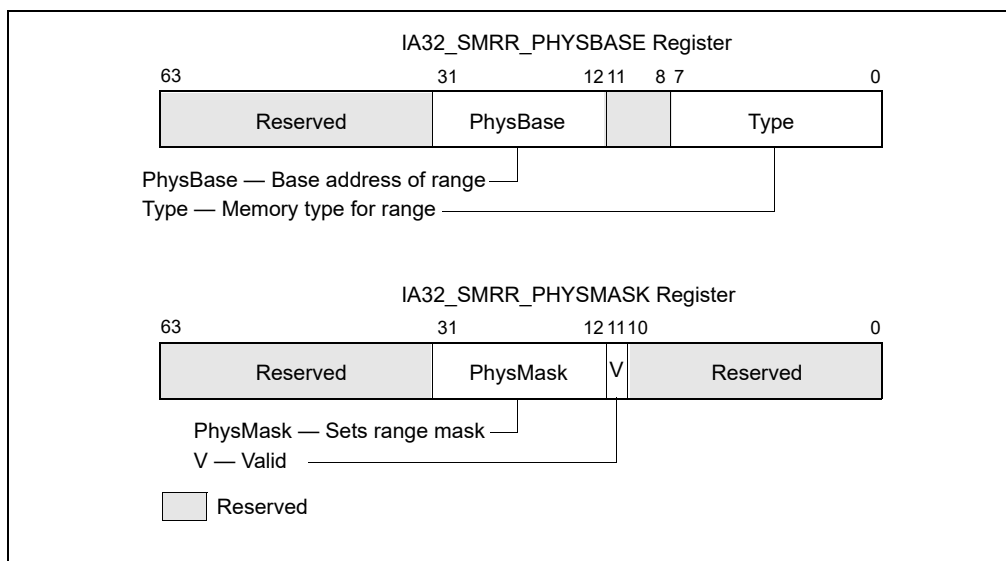 IA32_SMRR_PHYSBASE Register
63 31 12 11 8 7 0
Reserved PhysBase Type
PhysBase — Base address of range
Type — Memory type for range
IA32_SMRR_PHYSMASK Register
63 31 12 11 10 0
Reserved PhysMask V Reserved
PhysMask — Sets range mask
V — Valid
Reserved